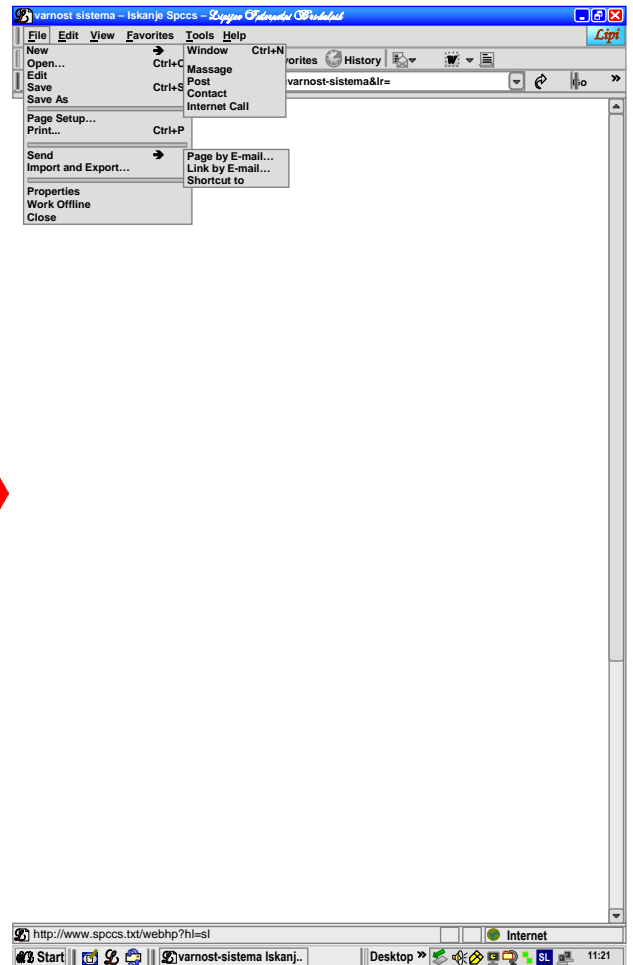 varnost sistema – Iskanje Spccs –
File Edit View Favorites Tools Help
Lipi
New
Open… Ctrl+O
Edit
Save Ctrl+S
Save As
Page Setup…
Print... Ctrl+P
Send
Import and Export…
Properties
Work Offline
Close
Window Ctrl+N
Massage
Post
Contact
Internet Call
Page by E-mail…
Link by E-mail…
Shortcut to
vorites History
varnost-sistema&lr=
»
http://www.spccs.txt/webhp?hl=sl
Internet
Start
varnost-sistema Iskanj..
Desktop »
SL
11:21